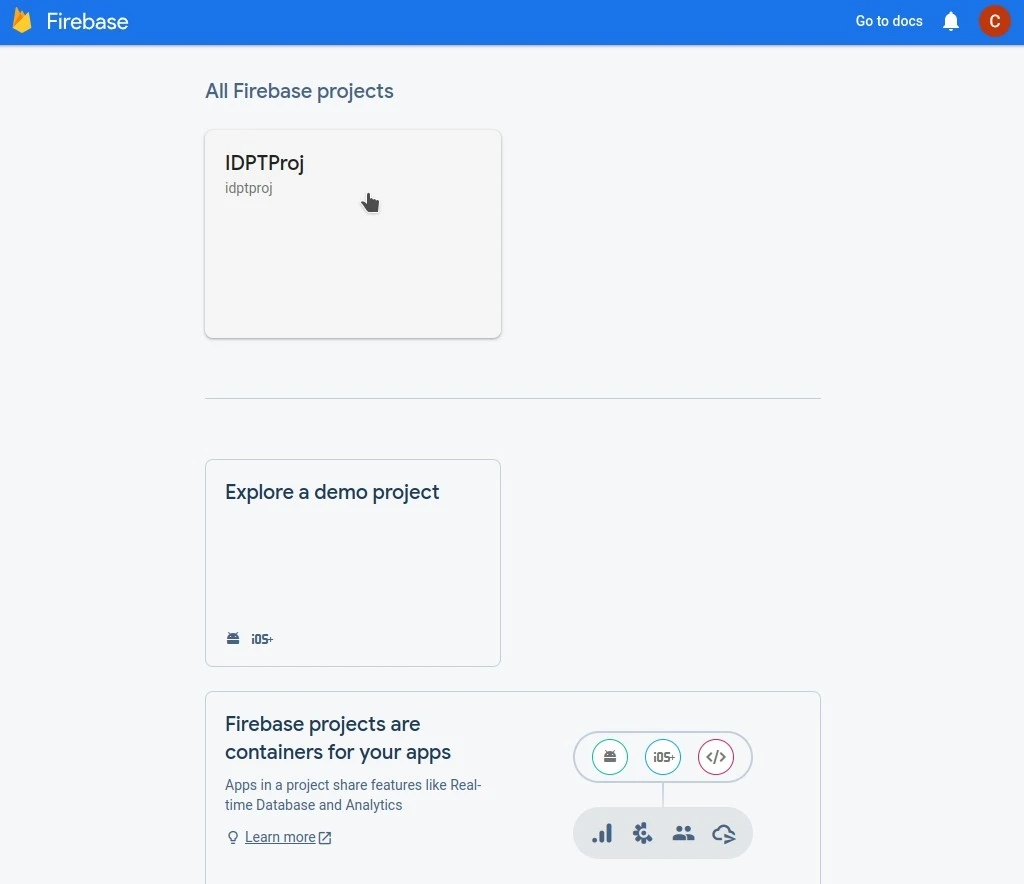 Firebase
Go to docs
C
All Firebase projects
IDPTProj
idptproj
Explore a demo project
iOS+
Firebase projects are
containers for your apps
iOS+
</>
Apps in a project share features like Real-
time Database and Analytics
Learn more